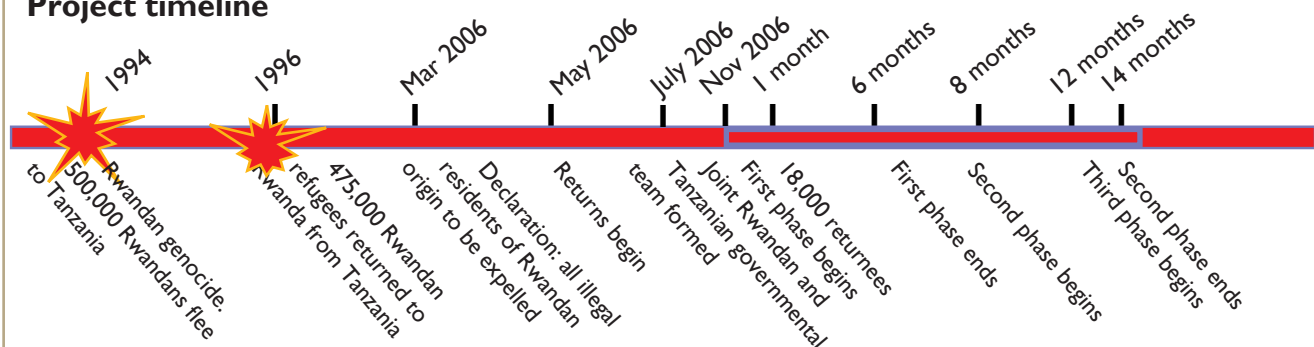 Project timeline
1994
1996
Mar 2006
May 2006
July 2006
Nov 2006
1 month
6 months
8 months
12 months
14 months
Rwandan genocide.
500,000 Rwandans flee
to Tanzania
475,000 Rwandan
refugees returned to
Rwanda from Tanzania
Declaration: all illegal
residents of Rwandan
origin to be expelled
Returns begin
Joint Rwandan and
Tanzanian governmental
team formed
First phase begins
18,000 returnees
First phase ends
Second phase begins
Third phase begins
Second phase ends